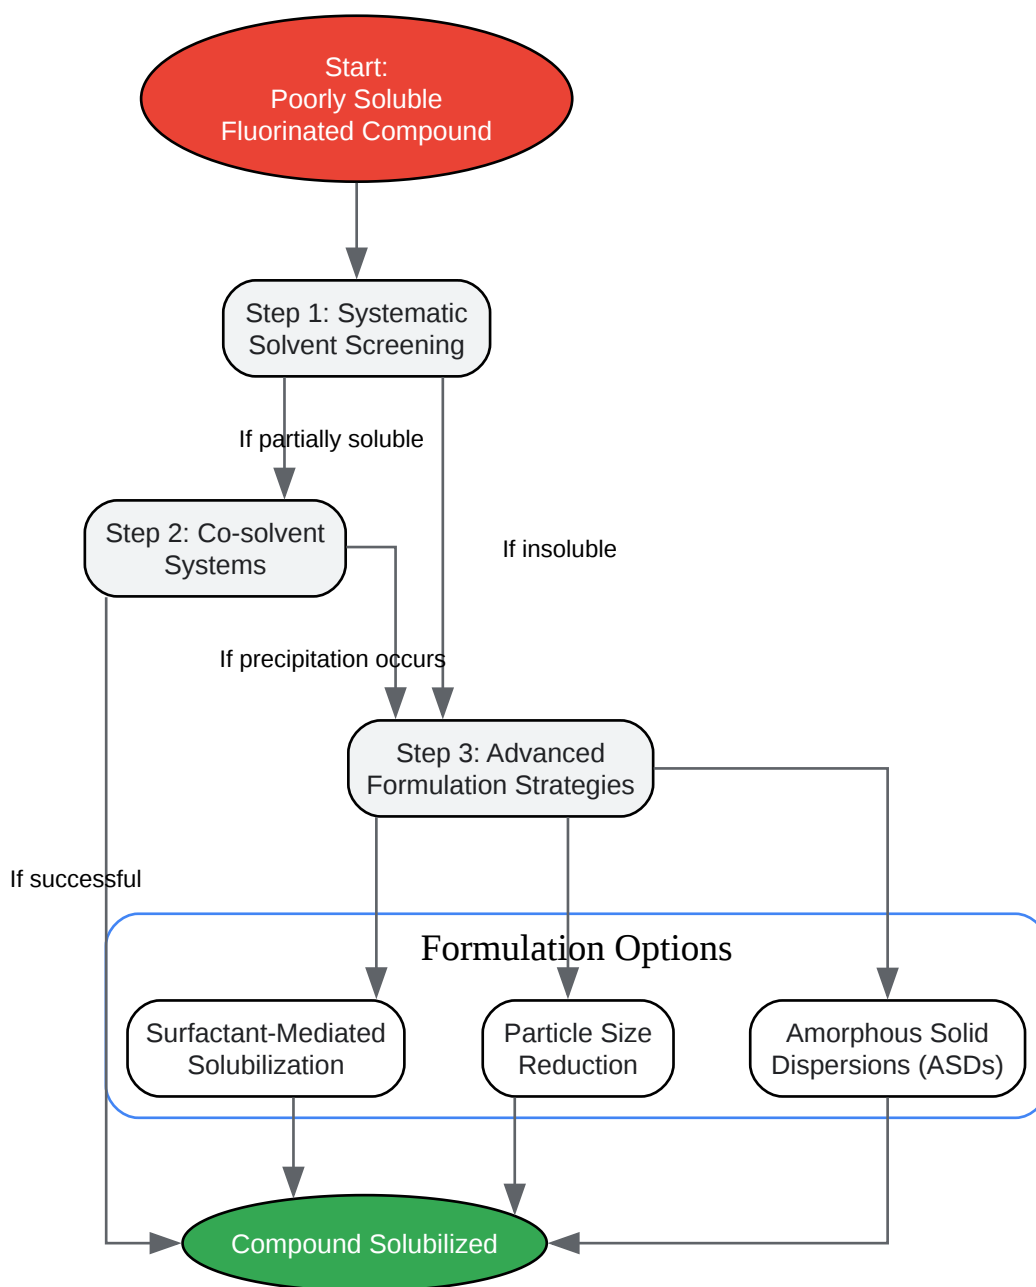 Start:
Poorly Soluble
Fluorinated Compound
Step 1: Systematic
Solvent Screening
If partially soluble
Step 2: Co-solvent
Systems
If insoluble
If precipitation occurs
Step 3: Advanced
Formulation Strategies
If successful
Formulation Options
Surfactant-Mediated
Solubilization
Particle Size
Reduction
Amorphous Solid
Dispersions (ASDs)
Compound Solubilized